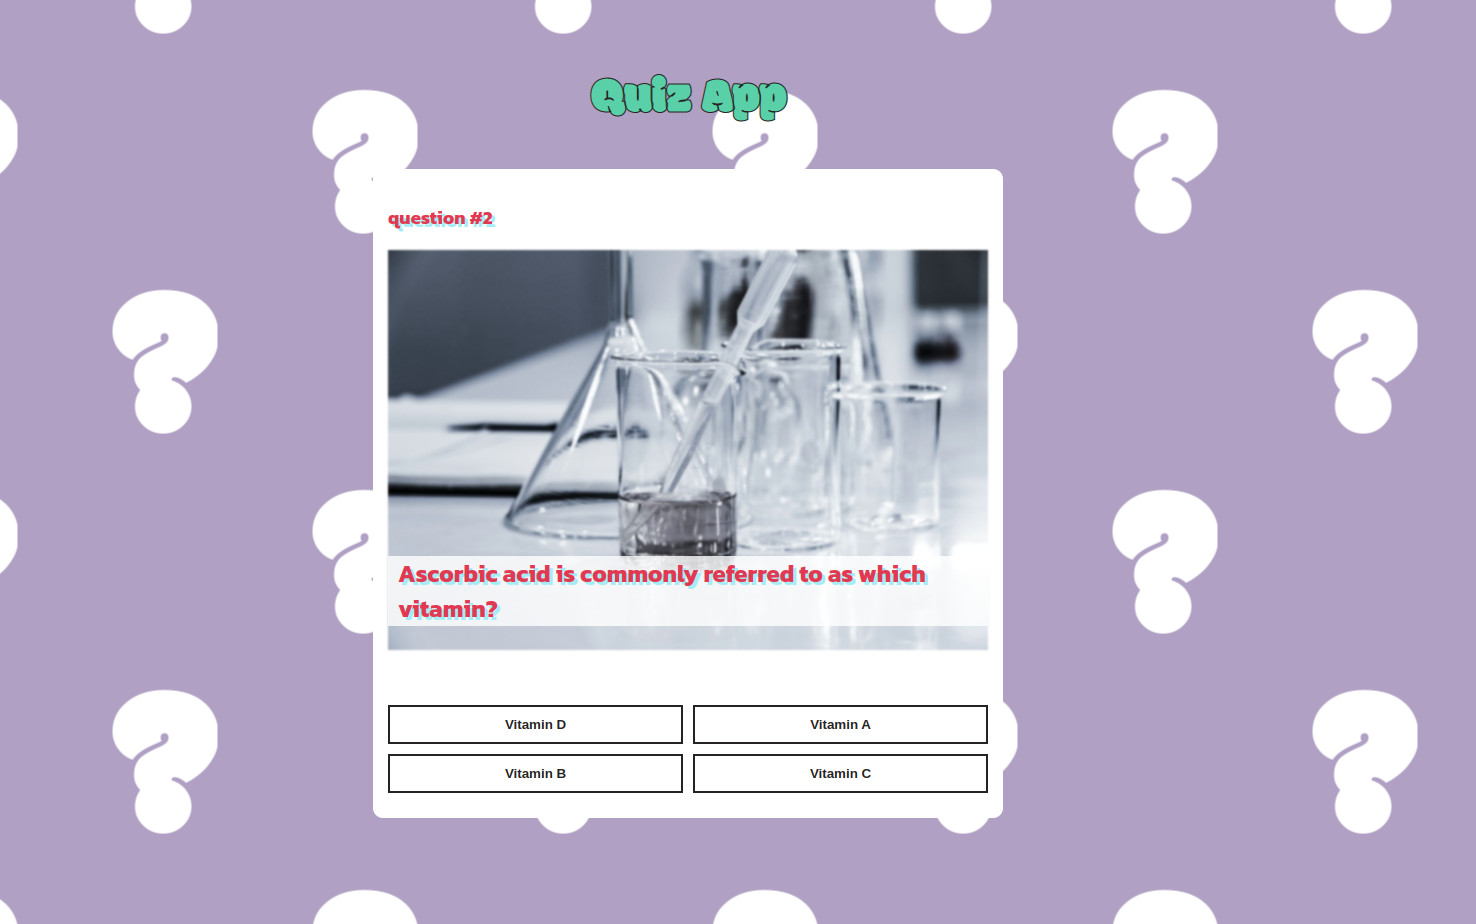 Quiz App
question #2
Ascorbic acid is commonly referred to as which
vitamin?
Vitamin D
Vitamin A
Vitamin B
Vitamin C